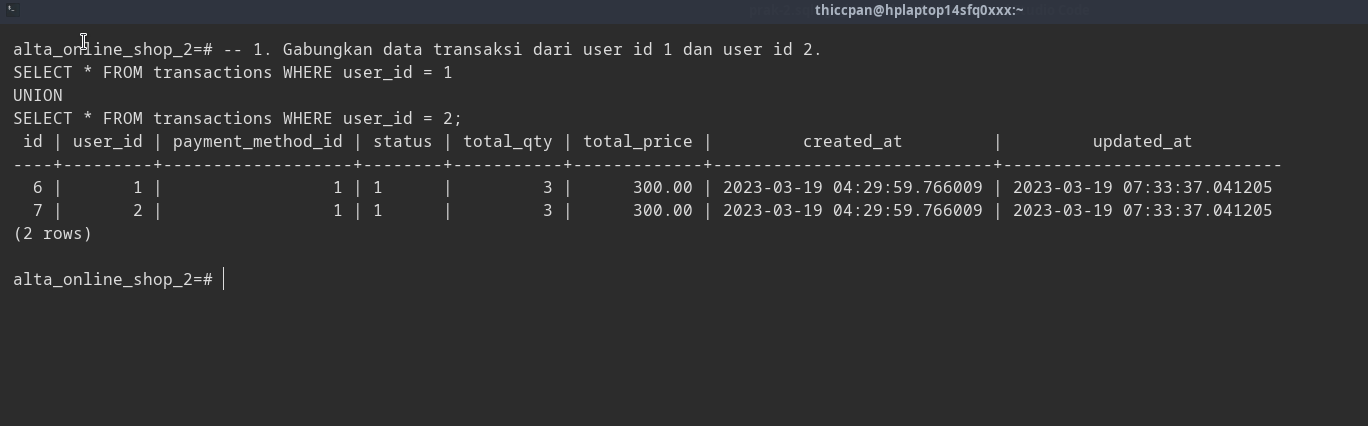 thiccpan@hplaptop14sfq0xxx:~
alta_online_shop_2=# -- 1. Gabungkan data transaksi dari user id 1 dan user id 2.
SELECT * FROM transactions WHERE user_id = 1
UNION
SELECT * FROM transactions WHERE user_id = 2;
 id | user_id | payment_method_id | status | total_qty | total_price |         created_at         |         updated_at
----+---------+-------------------+--------+-----------+-------------+----------------------------+----------------------------
  6 |       1 |                 1 | 1      |         3 |      300.00 | 2023-03-19 04:29:59.766009 | 2023-03-19 07:33:37.041205
  7 |       2 |                 1 | 1      |         3 |      300.00 | 2023-03-19 04:29:59.766009 | 2023-03-19 07:33:37.041205
(2 rows)
alta_online_shop_2=#